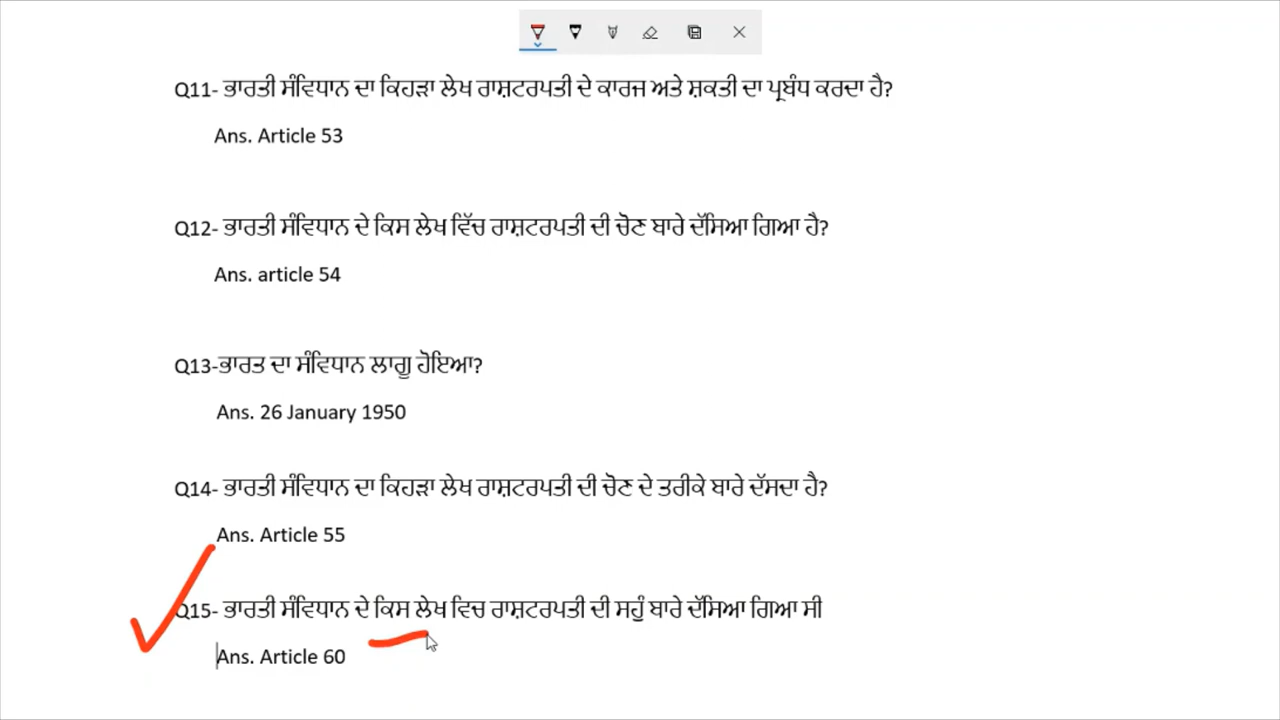 Q11- ਭਾਰਤੀ ਸੰਵਿਧਾਨ ਦਾ ਕਿਹੜਾ ਲੇਖ ਰਾਸ਼ਟਰਪਤੀ ਦੇ ਕਾਰਜ ਅਤੇ ਸ਼ਕਤੀ ਦਾ ਪ੍ਰਬੰਧ ਕਰਦਾ ਹੈ?
Ans. Article 53
Q12- ਭਾਰਤੀ ਸੰਵਿਧਾਨ ਦੇ ਕਿਸ ਲੇਖ ਵਿੱਚ ਰਾਸ਼ਟਰਪਤੀ ਦੀ ਚੋਣ ਬਾਰੇ ਦੱਸਿਆ ਗਿਆ ਹੈ?
Ans. article 54
Q13-ਭਾਰਤ ਦਾ ਸੰਵਿਧਾਨ ਲਾਗੂ ਹੋਇਆ?
Ans. 26 January 1950
Q14- ਭਾਰਤੀ ਸੰਵਿਧਾਨ ਦਾ ਕਿਹੜਾ ਲੇਖ ਰਾਸ਼ਟਰਪਤੀ ਦੀ ਚੋਣ ਦੇ ਤਰੀਕੇ ਬਾਰੇ ਦੱਸਦਾ ਹੈ?
Ans. Article 55
Q15- ਭਾਰਤੀ ਸੰਵਿਧਾਨ ਦੇ ਕਿਸ ਲੇਖ ਵਿਚ ਰਾਸ਼ਟਰਪਤੀ ਦੀ ਸਹੁੰ ਬਾਰੇ ਦੱਸਿਆ ਗਿਆ ਸੀ
Ans. Article 60